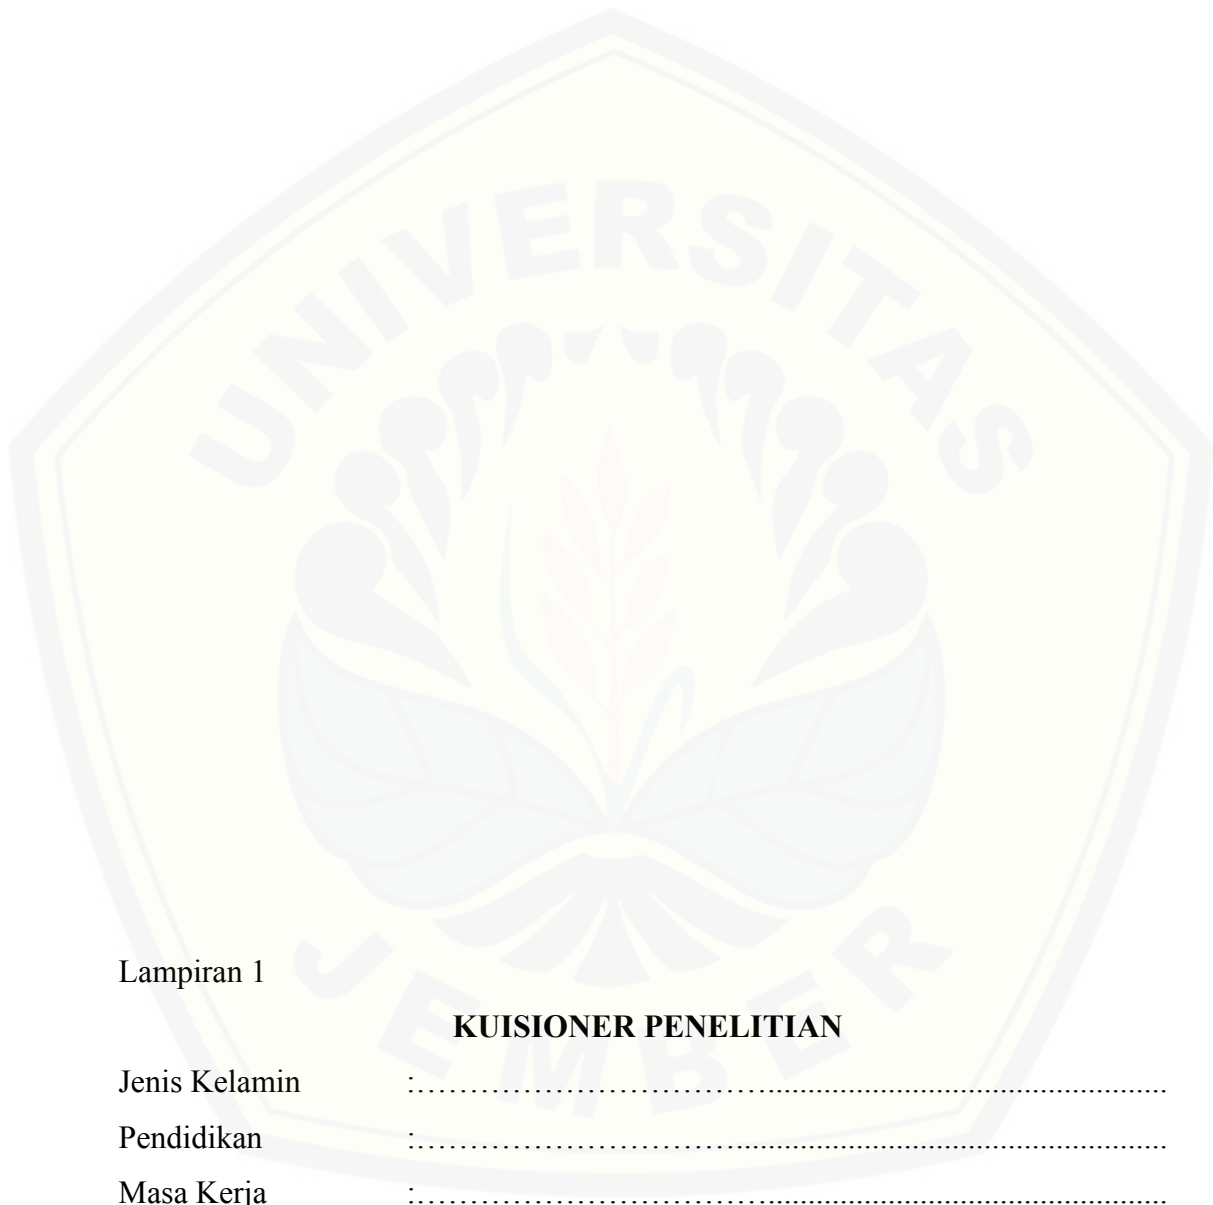 UNIVERSITAS
JEMBER
Lampiran 1
KUISIONER PENELITIAN
Jenis Kelamin :……………………………………...................................................
Pendidikan :…………………………………........................................................
Masa Kerja :……………………………………...................................................